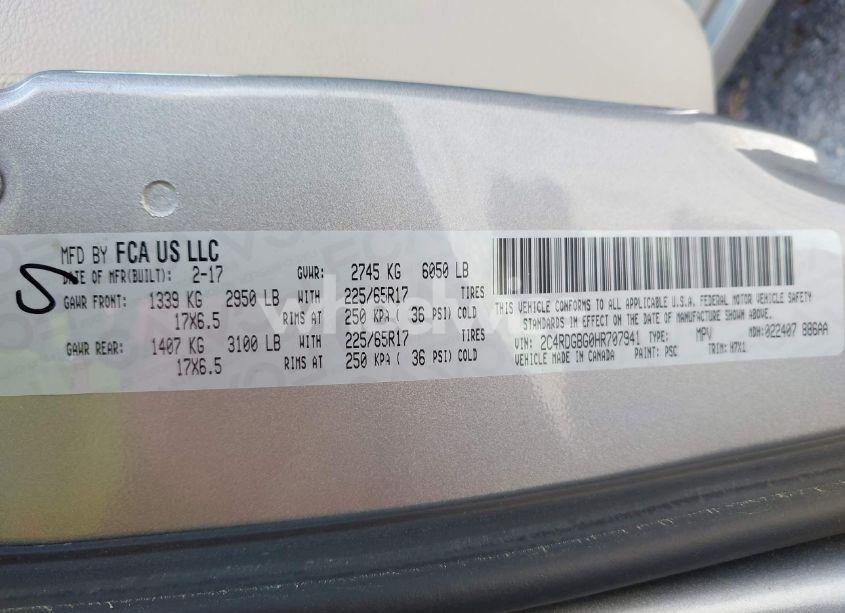 MFD BY FCA US LLC
DATE OF MFR(BUILT): 2-17 GVWR: 2745 KG 6050 LB
GAWR FRONT: 1339 KG 2950 LB WITH 225/65R17 TIRES
17X6.5 RIMS AT 250 KPA ( 36 PSI) COLD
GAWR REAR: 1407 KG 3100 LB WITH 225/65R17 TIRES
17X6.5 RIMS AT 250 KPA ( 36 PSI) COLD
THIS VEHICLE CONFORMS TO ALL APPLICABLE U.S.A. FEDERAL MOTOR VEHICLE SAFETY
STANDARDS IN EFFECT ON THE DATE OF MANUFACTURE SHOWN ABOVE.
VIN: 2C4RDGBG0HR707941 TYPE: MPV MDH: 022407 886AA
VEHICLE MADE IN CANADA PAINT: PSC TRIM: H7X1